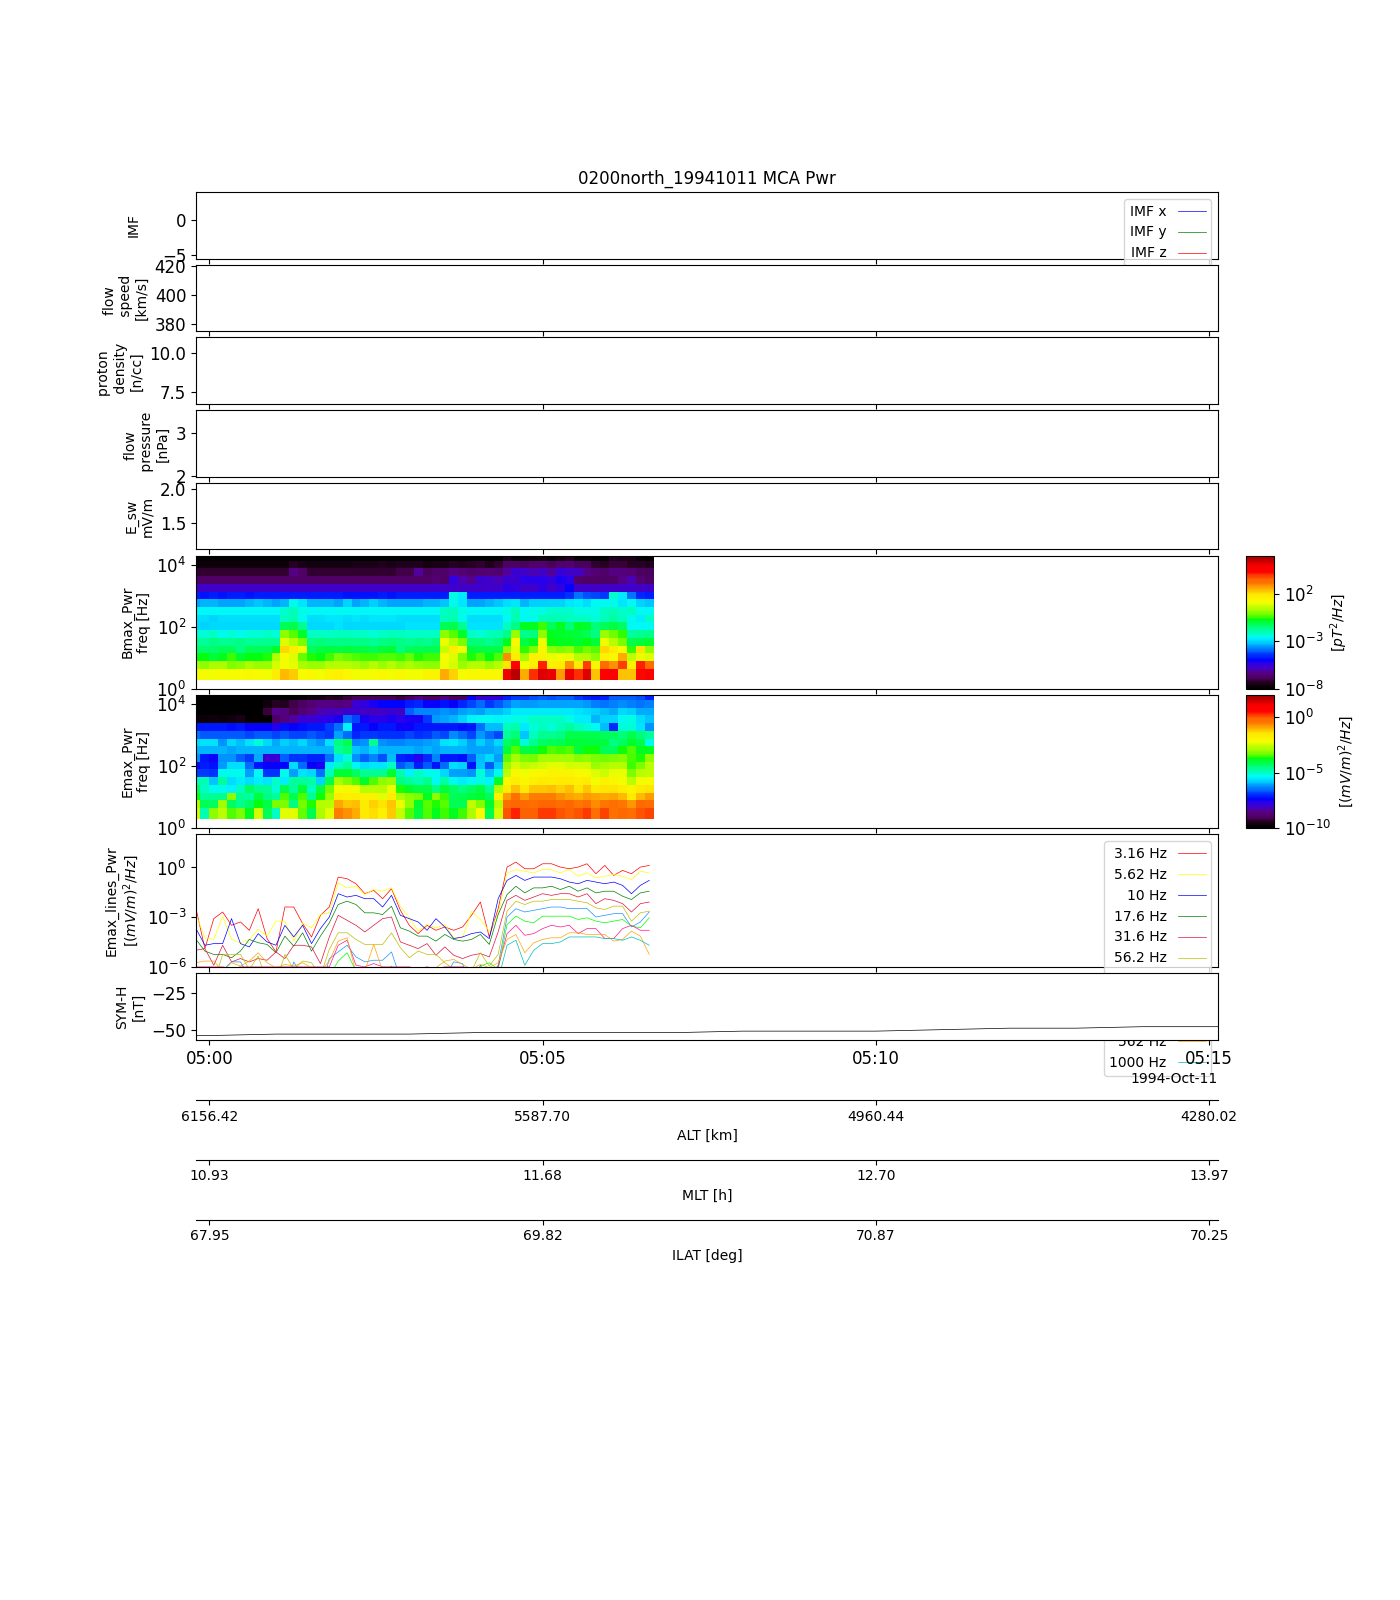 0200north_19941011 MCA Pwr
IMF
0
−5
IMF x
IMF y
IMF z
flow
speed
[km/s]
420
400
380
proton
density
[n/cc]
10.0
7.5
flow
pressure
[nPa]
3
2
E_sw
mV/m
2.0
1.5
Bmax_Pwr
freq [Hz]
10^4
10^2
10^0
10^2
10^−3
10^−8
[pT^2/Hz]
Emax_Pwr
freq [Hz]
10^4
10^2
10^0
10^0
10^−5
10^−10
[(mV/m)^2/Hz]
Emax_lines_Pwr
[(mV/m)^2/Hz]
10^0
10^−3
10^−6
3.16 Hz
5.62 Hz
10 Hz
17.6 Hz
31.6 Hz
56.2 Hz
SYM-H
[nT]
−25
−50
562 Hz
1000 Hz
05:00
05:05
05:10
05:15
1994-Oct-11
6156.42
5587.70
4960.44
4280.02
ALT [km]
10.93
11.68
12.70
13.97
MLT [h]
67.95
69.82
70.87
70.25
ILAT [deg]